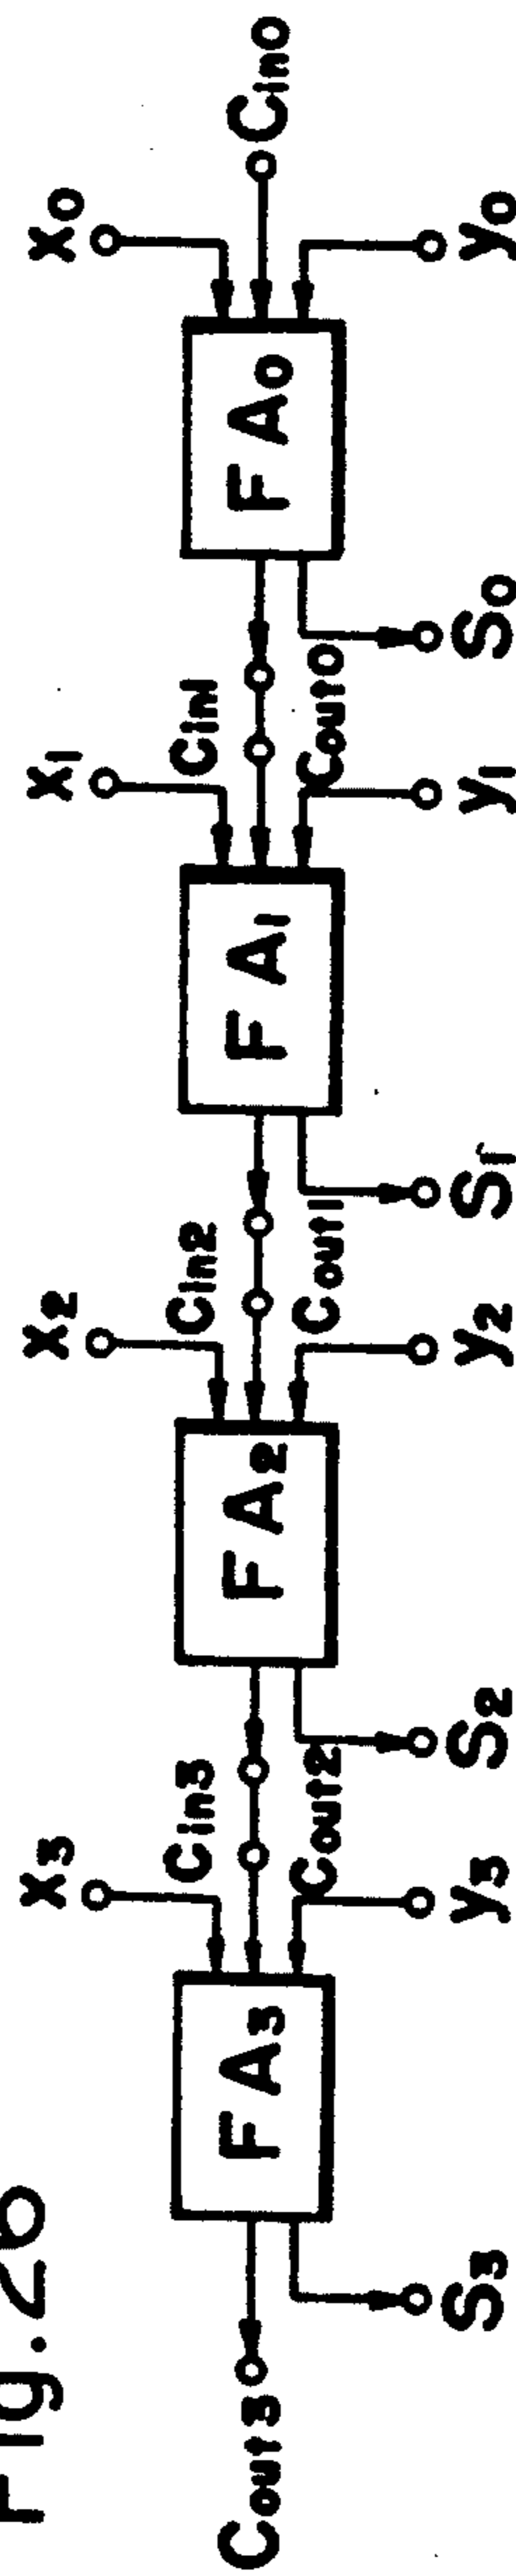 Fig. 26
X3 X2 X1 X0
Cin3 Cin2 Cin1
Cout3 FA3 FA2 FA1 FA0 Cin0
Cout2 Cout1 Cout0
S3 y3 S2 y2 S1 y1 S0 y0